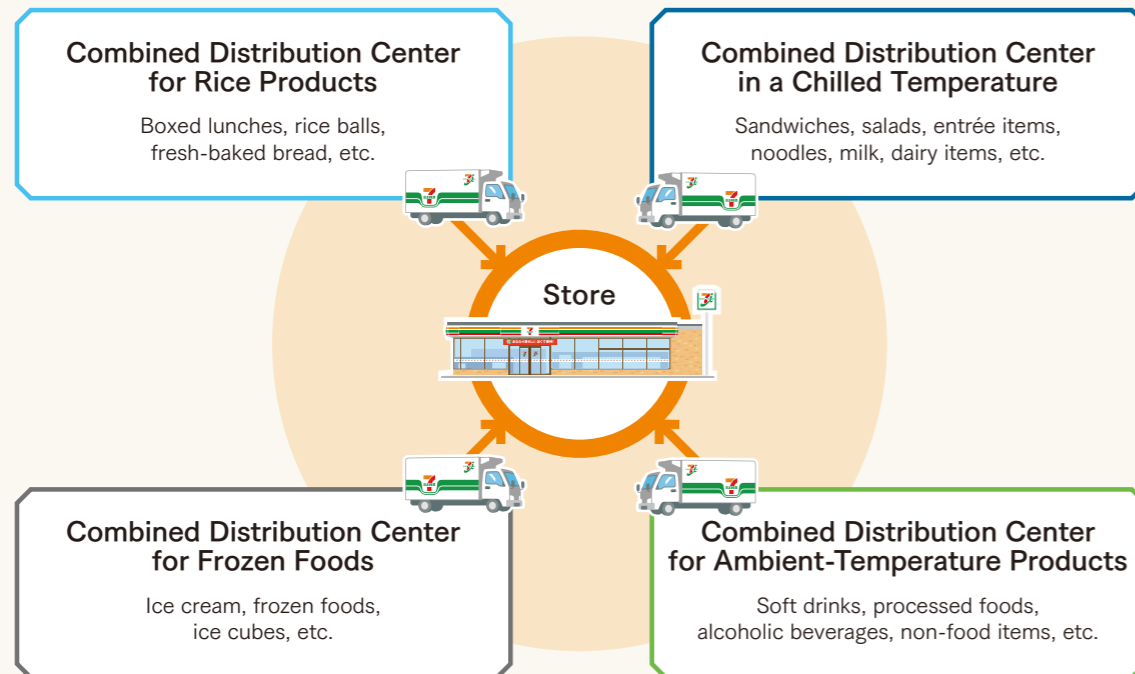 Combined Distribution Center
for Rice Products
Boxed lunches, rice balls,
fresh-baked bread, etc.
Combined Distribution Center
in a Chilled Temperature
Sandwiches, salads, entrée items,
noodles, milk, dairy items, etc.
Store
Combined Distribution Center
for Frozen Foods
Ice cream, frozen foods,
ice cubes, etc.
Combined Distribution Center
for Ambient-Temperature Products
Soft drinks, processed foods,
alcoholic beverages, non-food items, etc.